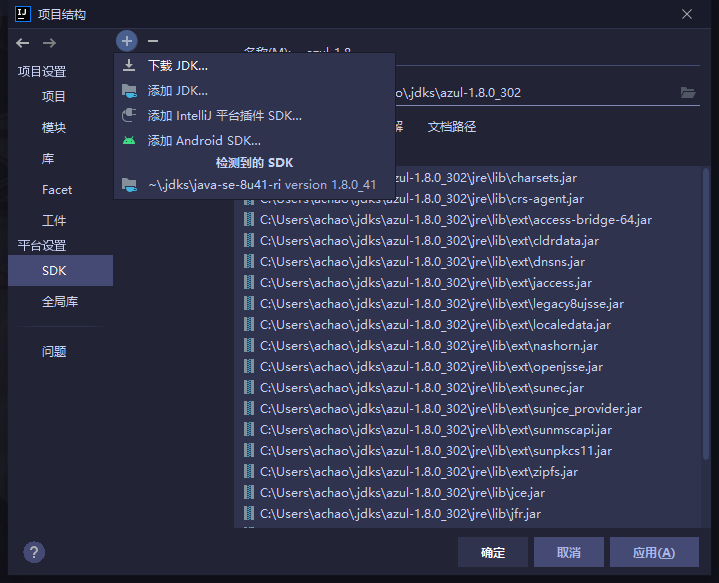 项目结构
项目设置
项目
模块
库
Facet
工件
平台设置
SDK
全局库
问题
下载 JDK...
添加 JDK...
添加 IntelliJ 平台插件 SDK...
添加 Android SDK...
检测到的 SDK
~\.jdks\java-se-8u41-ri version 1.8.0_41
名称(M): azul-1.8
o\.jdks\azul-1.8.0_302
文档路径
C:\Users\achao\.jdks\azul-1.8.0_302\jre\lib\charsets.jar
C:\Users\achao\.jdks\azul-1.8.0_302\jre\lib\crs-agent.jar
C:\Users\achao\.jdks\azul-1.8.0_302\jre\lib\ext\access-bridge-64.jar
C:\Users\achao\.jdks\azul-1.8.0_302\jre\lib\ext\cldrdata.jar
C:\Users\achao\.jdks\azul-1.8.0_302\jre\lib\ext\dnsns.jar
C:\Users\achao\.jdks\azul-1.8.0_302\jre\lib\ext\jaccess.jar
C:\Users\achao\.jdks\azul-1.8.0_302\jre\lib\ext\legacy8ujsse.jar
C:\Users\achao\.jdks\azul-1.8.0_302\jre\lib\ext\localedata.jar
C:\Users\achao\.jdks\azul-1.8.0_302\jre\lib\ext\nashorn.jar
C:\Users\achao\.jdks\azul-1.8.0_302\jre\lib\ext\openjsse.jar
C:\Users\achao\.jdks\azul-1.8.0_302\jre\lib\ext\sunec.jar
C:\Users\achao\.jdks\azul-1.8.0_302\jre\lib\ext\sunjce_provider.jar
C:\Users\achao\.jdks\azul-1.8.0_302\jre\lib\ext\sunmscapi.jar
C:\Users\achao\.jdks\azul-1.8.0_302\jre\lib\ext\sunpkcs11.jar
C:\Users\achao\.jdks\azul-1.8.0_302\jre\lib\ext\zipfs.jar
C:\Users\achao\.jdks\azul-1.8.0_302\jre\lib\jce.jar
C:\Users\achao\.jdks\azul-1.8.0_302\jre\lib\jfr.jar
?
确定
取消
应用(A)